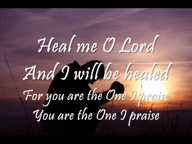 Heal me O Lord
And I will be healed
For you are the One I praise
You are the One I praise